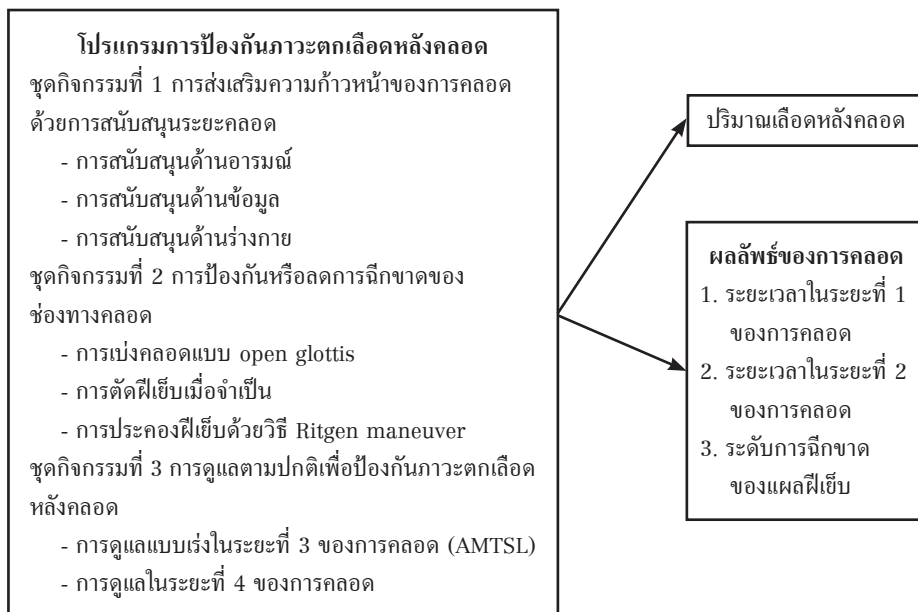 โปรแกรมการป้องกันภาวะตกเลือดหลังคลอด
ชุดกิจกรรมที่ 1 การส่งเสริมความก้าวหน้าของการคลอด
ด้วยการสนับสนุนระยะคลอด
- การสนับสนุนด้านอารมณ์
- การสนับสนุนด้านข้อมูล
- การสนับสนุนด้านร่างกาย
ชุดกิจกรรมที่ 2 การป้องกันหรือลดการฉีกขาดของ
ช่องทางคลอด
- การเบ่งคลอดแบบ open glottis
- การตัดฝีเย็บเมื่อจำเป็น
- การประคองฝีเย็บด้วยวิธี Ritgen maneuver
ชุดกิจกรรมที่ 3 การดูแลตามปกติเพื่อป้องกันภาวะตกเลือด
หลังคลอด
- การดูแลแบบเร่งในระยะที่ 3 ของการคลอด (AMTSL)
- การดูแลในระยะที่ 4 ของการคลอด
ปริมาณเลือดหลังคลอด
ผลลัพธ์ของการคลอด
1. ระยะเวลาในระยะที่ 1
ของการคลอด
2. ระยะเวลาในระยะที่ 2
ของการคลอด
3. ระดับการฉีกขาด
ของแผลฝีเย็บ